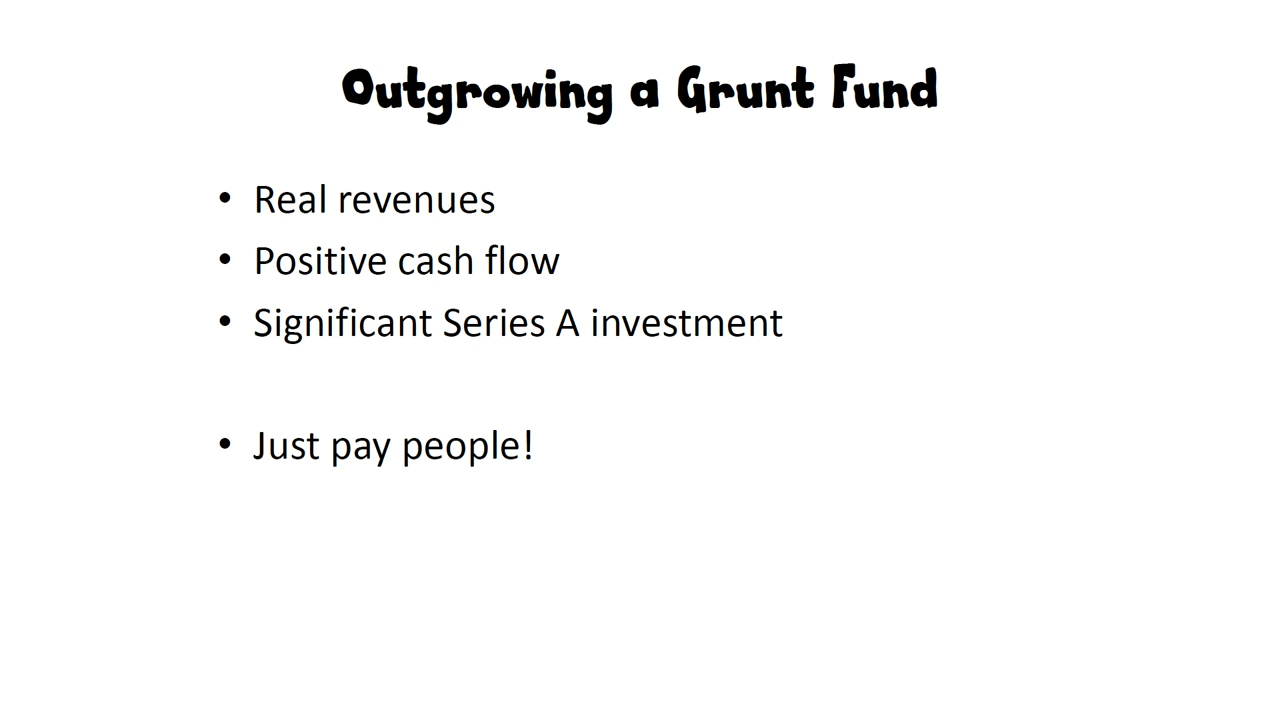 Outgrowing a Grunt Fund
• Real revenues
• Positive cash flow
• Significant Series A investment
• Just pay people!